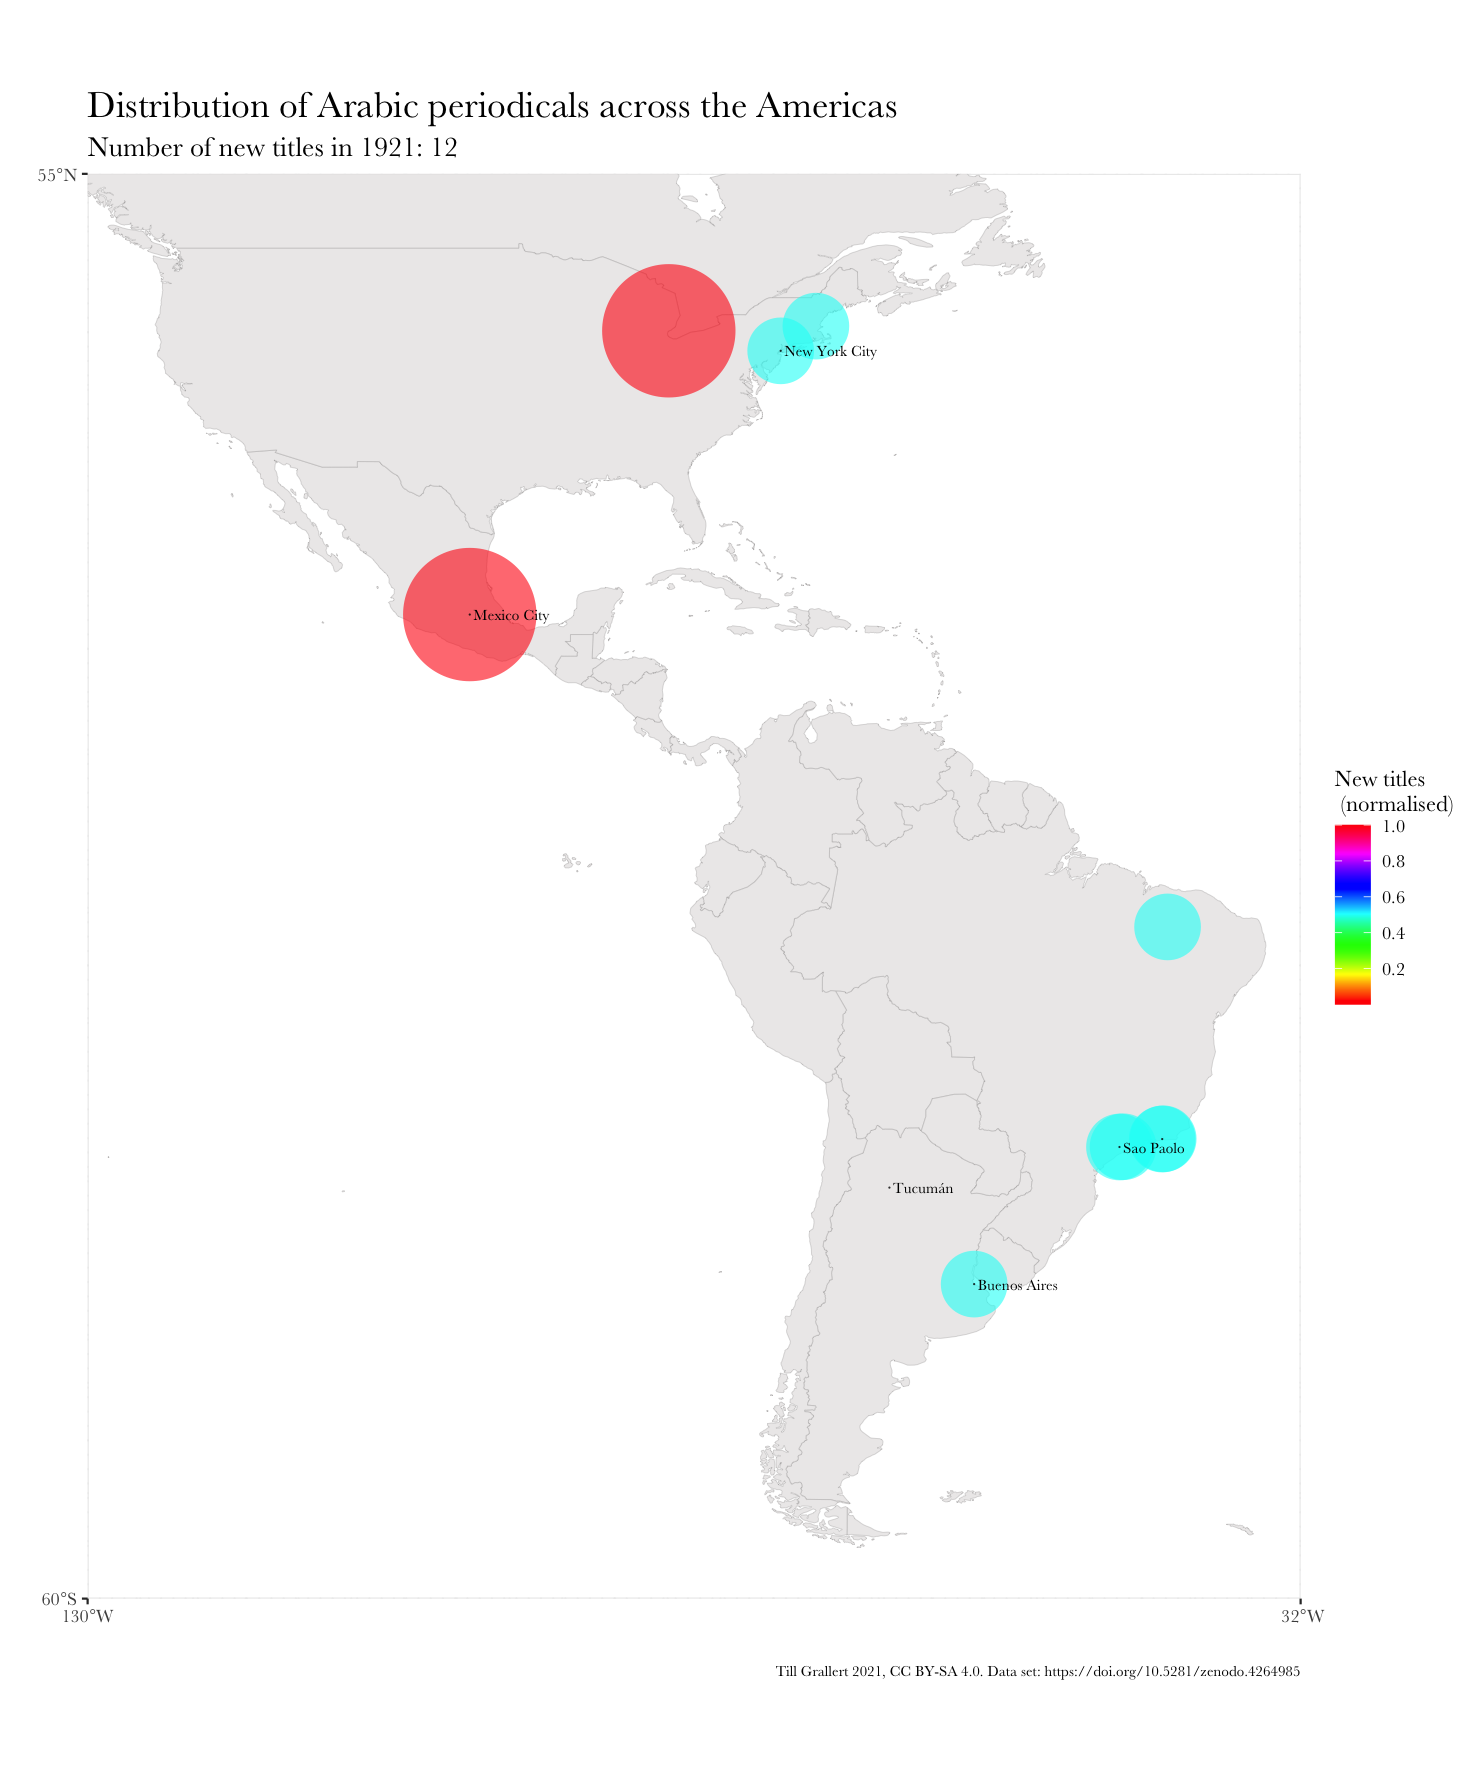 Distribution of Arabic periodicals across the Americas
Number of new titles in 1921: 12
55°N
New York City
Mexico City
New titles
(normalised)
1.0
0.8
0.6
0.4
0.2
Sao Paolo
Tucumán
Buenos Aires
60°S
130°W
32°W
Till Grallert 2021, CC BY-SA 4.0. Data set: https://doi.org/10.5281/zenodo.4264985